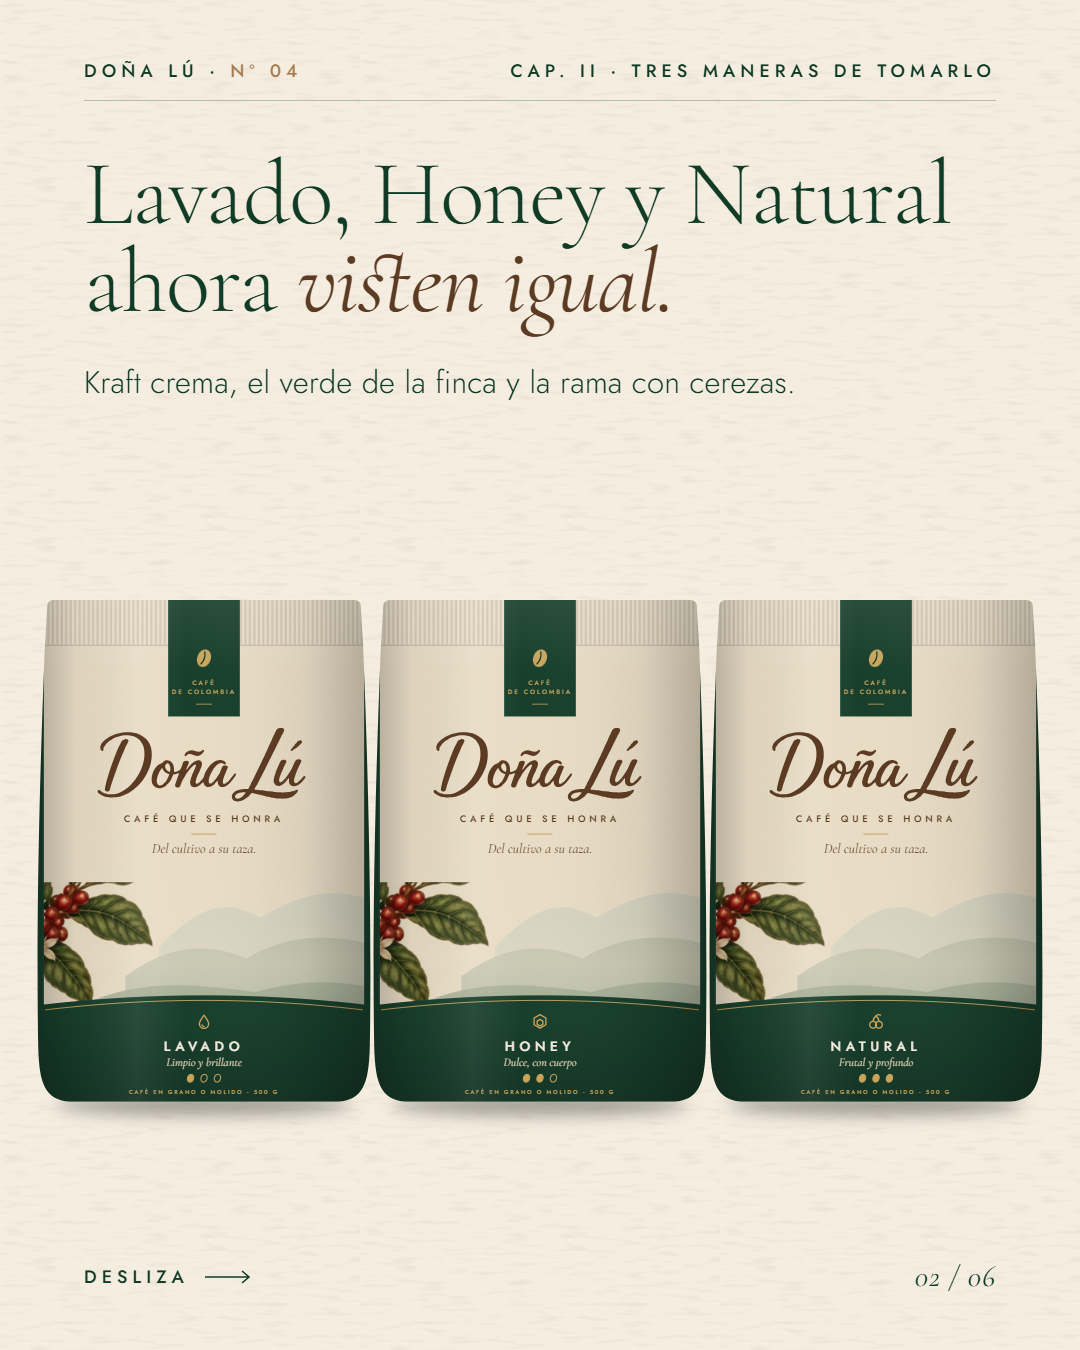 DOÑA LÚ · N° 04
CAP. II · TRES MANERAS DE TOMARLO
Lavado, Honey y Natural
ahora visten igual.
Kraft crema, el verde de la finca y la rama con cerezas.
CAFÉ
DE COLOMBIA
Doña Lú
CAFÉ QUE SE HONRA
Del cultivo a su taza.
LAVADO
Limpio y brillante
CAFÉ EN GRANO O MOLIDO · 500 G
CAFÉ
DE COLOMBIA
Doña Lú
CAFÉ QUE SE HONRA
Del cultivo a su taza.
HONEY
Dulce, con cuerpo
CAFÉ EN GRANO O MOLIDO · 500 G
CAFÉ
DE COLOMBIA
Doña Lú
CAFÉ QUE SE HONRA
Del cultivo a su taza.
NATURAL
Frutal y profundo
CAFÉ EN GRANO O MOLIDO · 500 G
DESLIZA
02 / 06